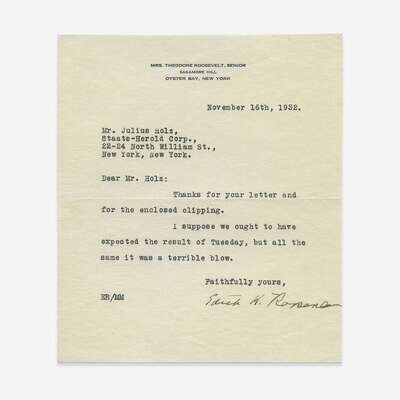 MRS. THEODORE ROOSEVELT, SENIOR
SAGAMORE HILL
OYSTER BAY, NEW YORK
November 16th, 1932.
Mr. Julius Holz,
Staats-Herold Corp.,
22-24 North William St.,
New York, New York.
Dear Mr. Holz:
Thanks for your letter and
for the enclosed clipping.
I suppose we ought to have
expected the result of Tuesday, but all the
same it was a terrible blow.
Faithfully yours,
ER/MM
Edith K. Roosevelt